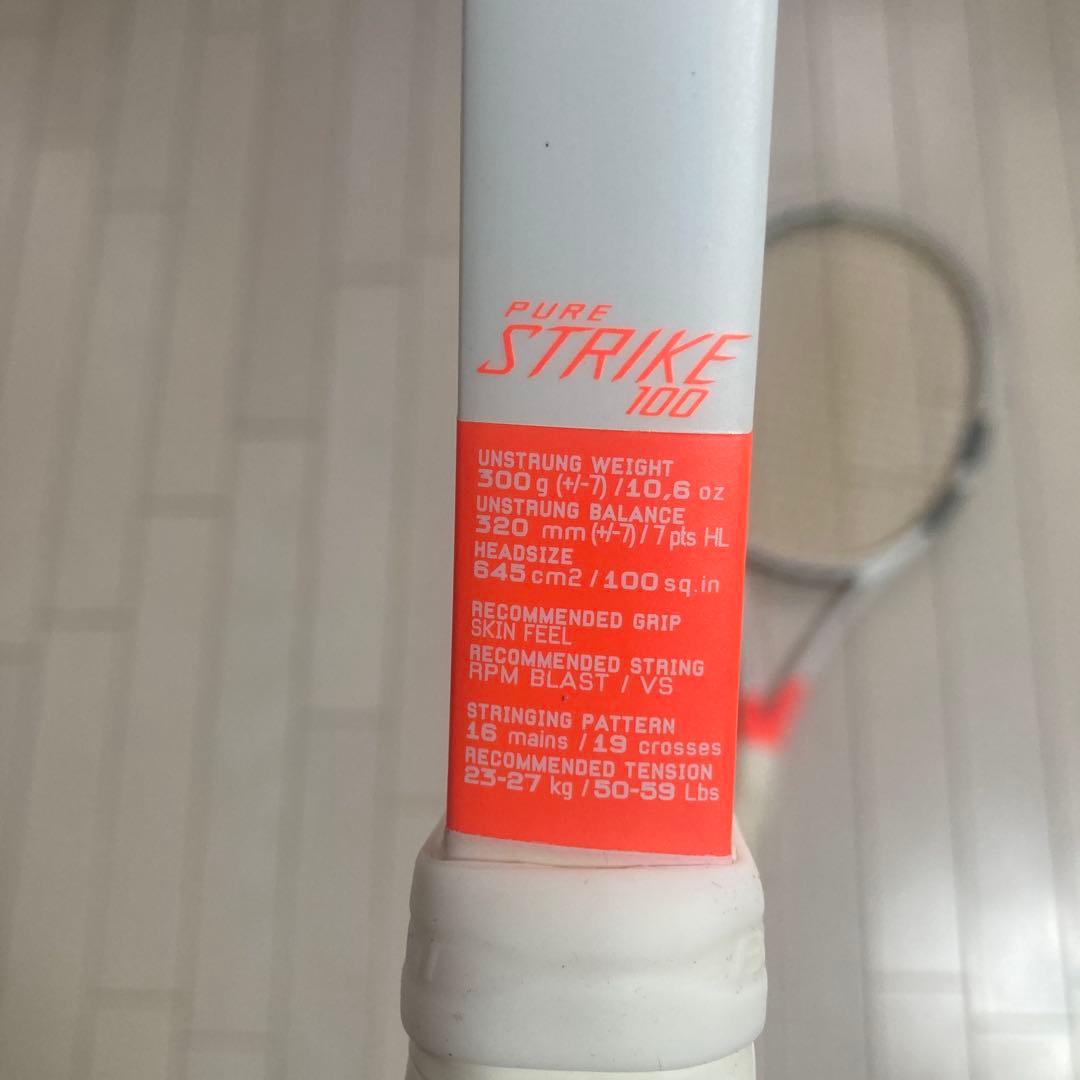 PURE
STRIKE
100
UNSTRUNG WEIGHT
300 g (+/-7) / 10,6 oz
UNSTRUNG BALANCE
320 mm (+/-7) / 7 pts HL
HEADSIZE
645 cm2 / 100 sq.in
RECOMMENDED GRIP
SKIN FEEL
RECOMMENDED STRING
RPM BLAST / VS
STRINGING PATTERN
16 mains / 19 crosses
RECOMMENDED TENSION
23-27 kg / 50-59 Lbs